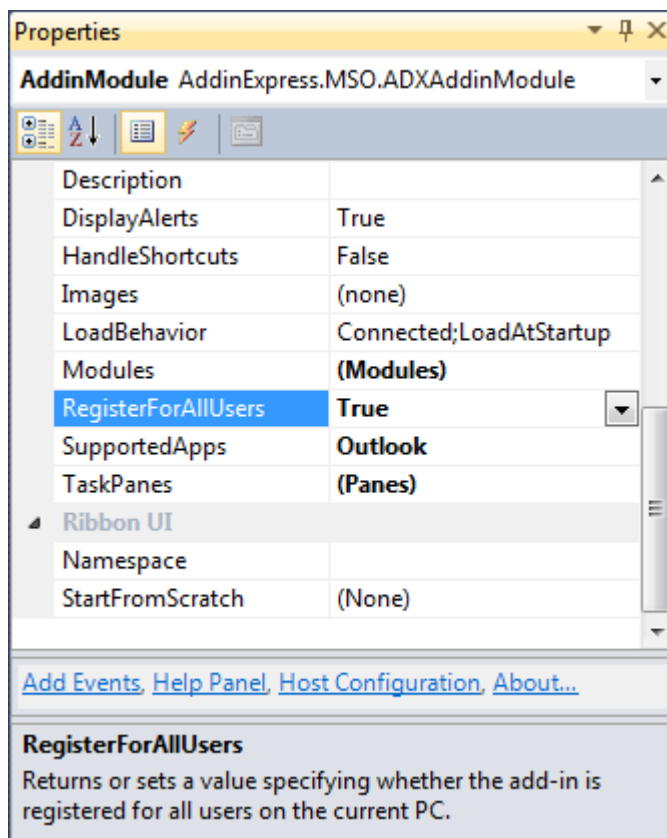 Properties
AddinModule AddinExpress.MSO.ADXAddinModule
Description
DisplayAlerts True
HandleShortcuts False
Images (none)
LoadBehavior Connected;LoadAtStartup
Modules (Modules)
RegisterForAllUsers True
SupportedApps Outlook
TaskPanes (Panes)
Ribbon UI
Namespace
StartFromScratch (None)
Add Events, Help Panel, Host Configuration, About...
RegisterForAllUsers
Returns or sets a value specifying whether the add-in is
registered for all users on the current PC.